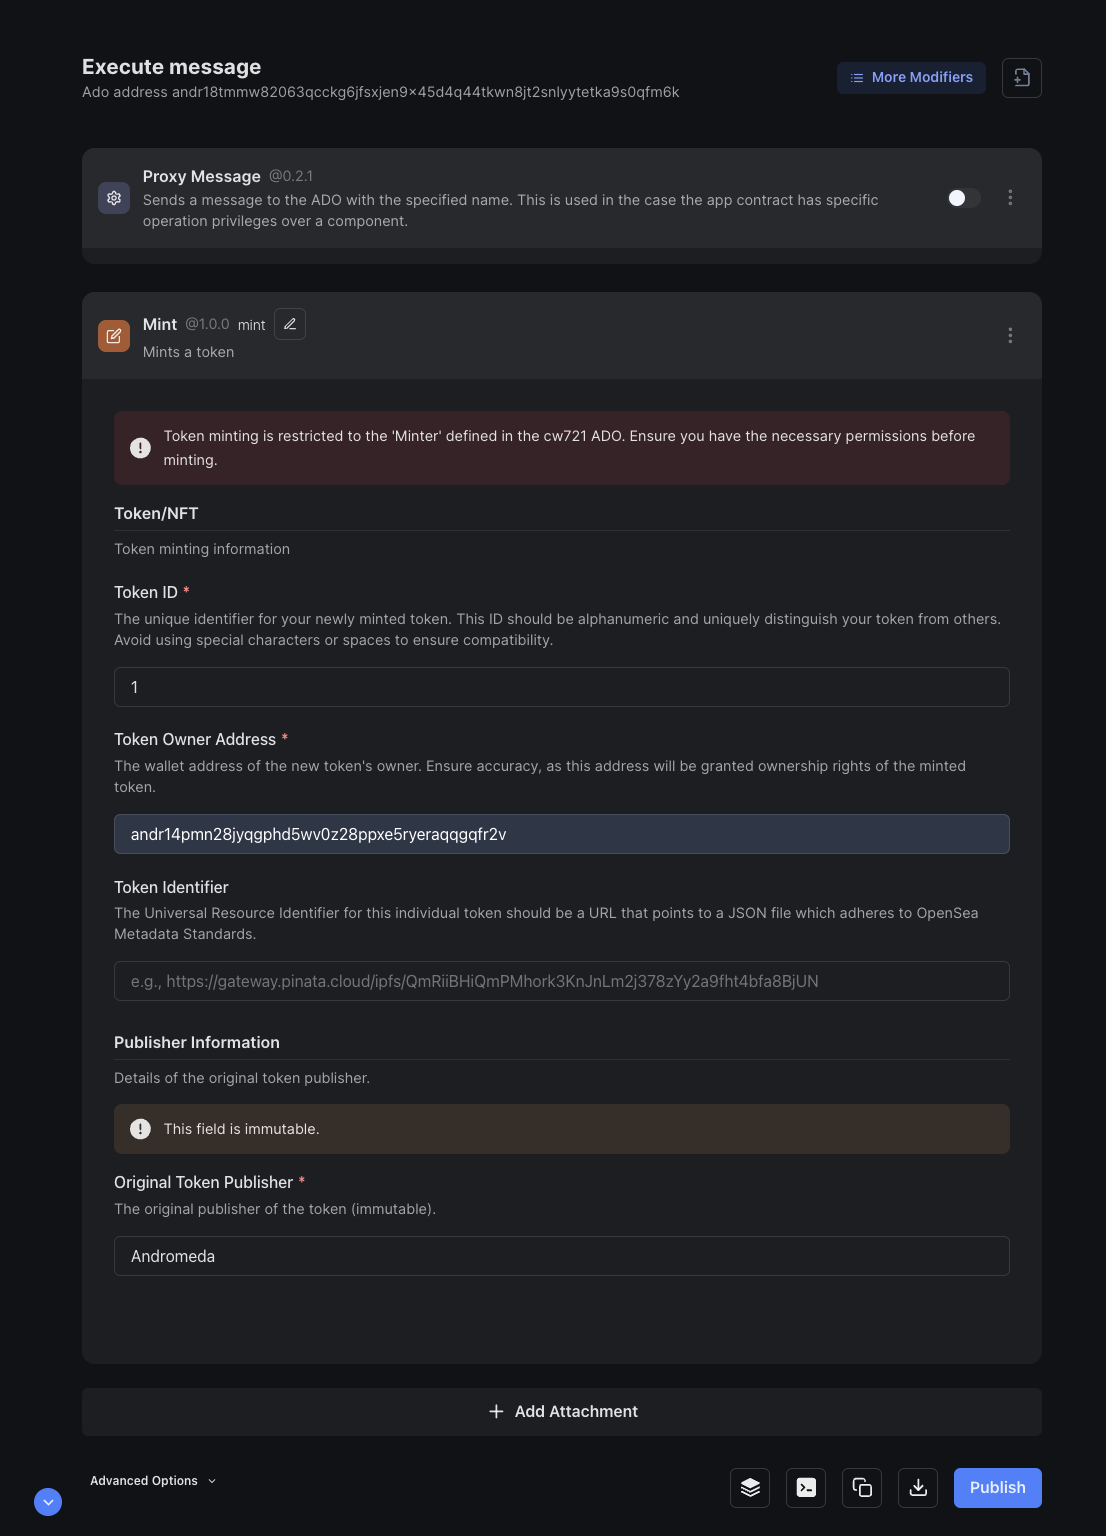 Execute message
Ado address andr18tmmw82063qcckg6jfsxjen9x45d4q44tkwn8jt2snlyytetka9s0qfm6k
More Modifiers
Proxy Message @0.2.1
Sends a message to the ADO with the specified name. This is used in the case the app contract has specific
operation privileges over a component.
Mint @1.0.0 mint
Mints a token
Token minting is restricted to the 'Minter' defined in the cw721 ADO. Ensure you have the necessary permissions before
minting.
Token/NFT
Token minting information
Token ID *
The unique identifier for your newly minted token. This ID should be alphanumeric and uniquely distinguish your token from others.
Avoid using special characters or spaces to ensure compatibility.
1
Token Owner Address *
The wallet address of the new token's owner. Ensure accuracy, as this address will be granted ownership rights of the minted
token.
andr14pmn28jyqgphd5wv0z28ppxe5ryeraqqgqfr2v
Token Identifier
The Universal Resource Identifier for this individual token should be a URL that points to a JSON file which adheres to OpenSea
Metadata Standards.
e.g., https://gateway.pinata.cloud/ipfs/QmRiiBHiQmPMhork3KnJnLm2j378zYy2a9fht4bfa8BjUN
Publisher Information
Details of the original token publisher.
This field is immutable.
Original Token Publisher *
The original publisher of the token (immutable).
Andromeda
Add Attachment
Advanced Options
Publish